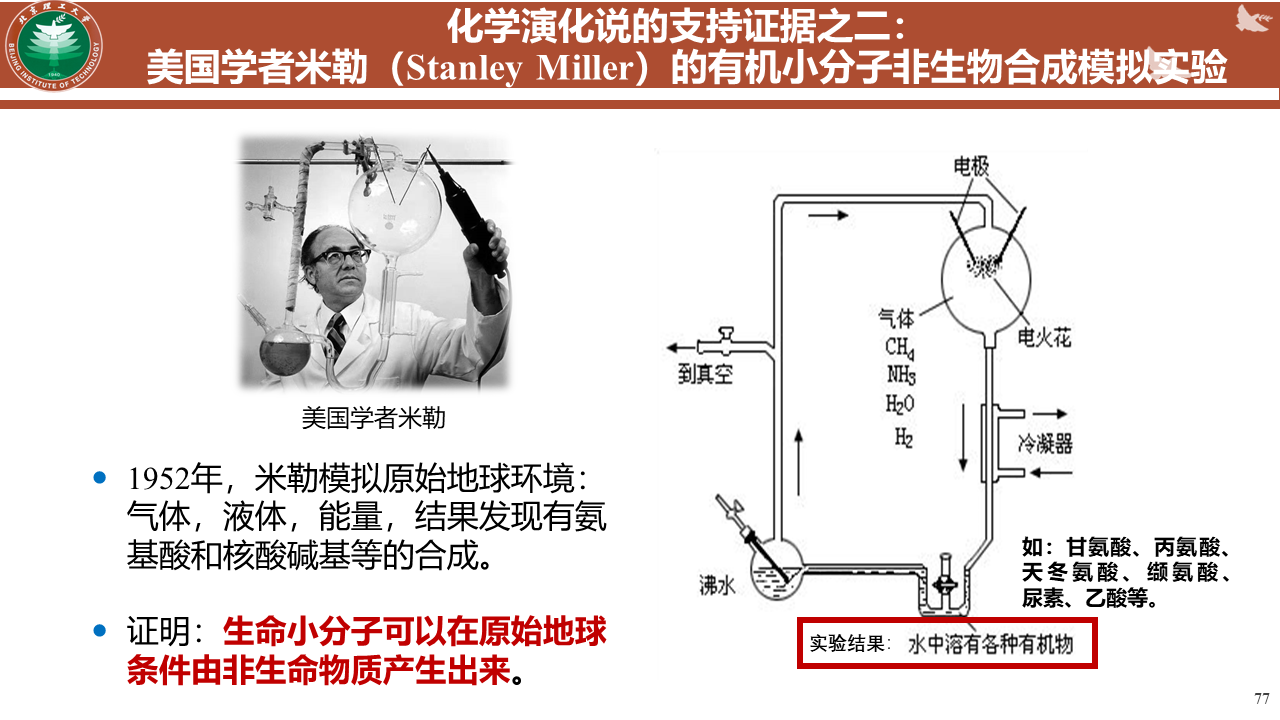 化学演化说的支持证据之二：
美国学者米勒（Stanley Miller）的有机小分子非生物合成模拟实验
北京理工大学
1940
BEIJING INSTITUTE OF TECHNOLOGY
美国学者米勒
• 1952年，米勒模拟原始地球环境：
气体，液体，能量，结果发现有氨
基酸和核酸碱基等的合成。
• 证明：生命小分子可以在原始地球
条件由非生命物质产生出来。
电极
气体
CH4
NH3
H2O
H2
电火花
到真空
冷凝器
沸水
如：甘氨酸、丙氨酸、
天冬氨酸、缬氨酸、
尿素、乙酸等。
实验结果： 水中溶有各种有机物
77